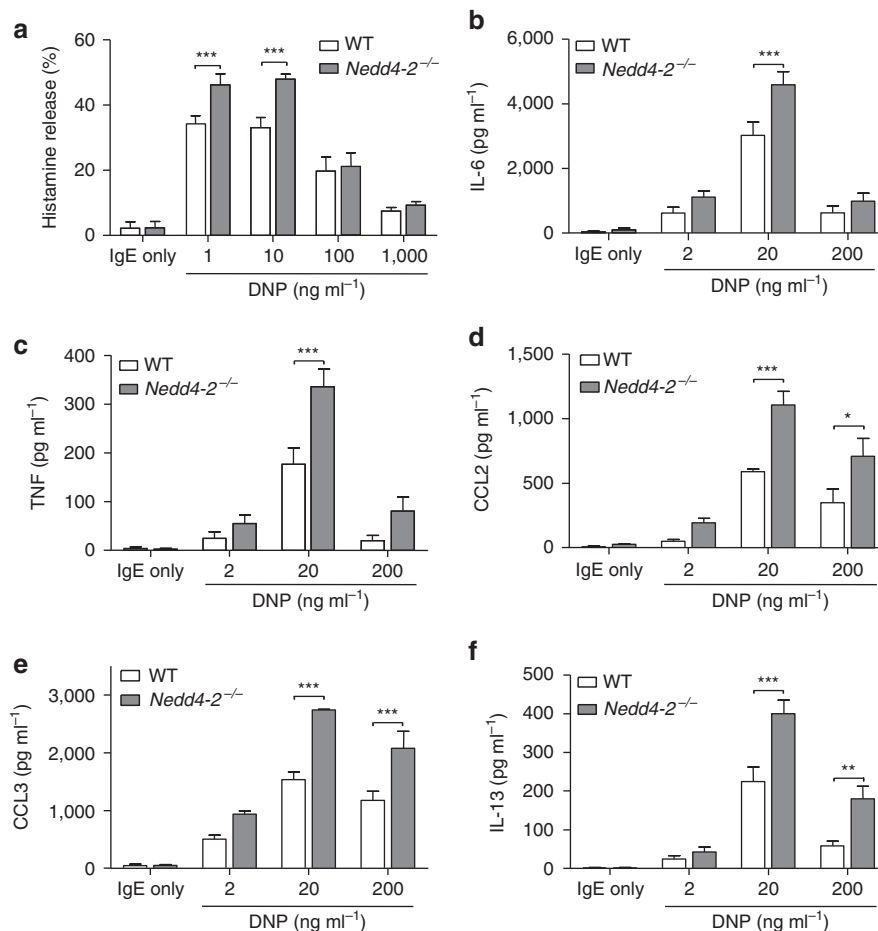 a
Histamine release (%)
60
40
20
0
***
***
WT
Nedd4-2−/−
IgE only
1
10
100
1,000
DNP (ng ml−1)
b
IL-6 (pg ml−1)
6,000
4,000
2,000
0
***
WT
Nedd4-2−/−
IgE only
2
20
200
DNP (ng ml−1)
c
TNF (pg ml−1)
400
300
200
100
0
WT
Nedd4-2−/−
***
IgE only
2
20
200
DNP (ng ml−1)
d
CCL2 (pg ml−1)
1,500
1,000
500
0
WT
Nedd4-2−/−
***
*
IgE only
2
20
200
DNP (ng ml−1)
e
CCL3 (pg ml−1)
3,000
2,000
1,000
0
WT
Nedd4-2−/−
***
***
IgE only
2
20
200
DNP (ng ml−1)
f
IL-13 (pg ml−1)
500
400
300
200
100
0
WT
Nedd4-2−/−
***
**
IgE only
2
20
200
DNP (ng ml−1)